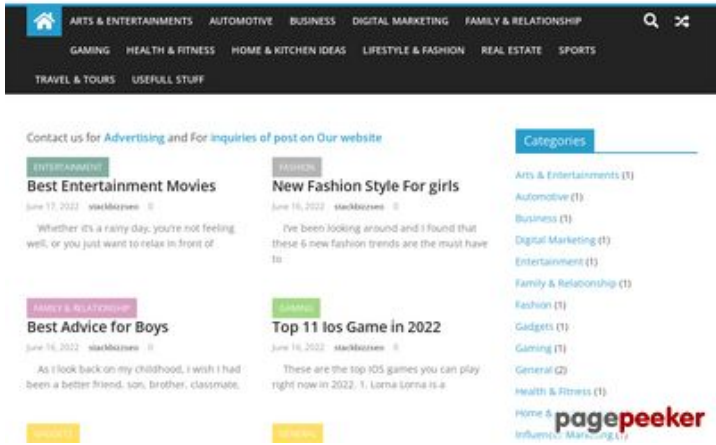 ARTS & ENTERTAINMENTS AUTOMOTIVE BUSINESS DIGITAL MARKETING FAMILY & RELATIONSHIP
GAMING HEALTH & FITNESS HOME & KITCHEN IDEAS LIFESTYLE & FASHION REAL ESTATE SPORTS
TRAVEL & TOURS USEFULL STUFF
Contact us for Advertising and For inquiries of post on Our website
ENTERTAINMENT
Best Entertainment Movies
June 17, 2022 stackbizzseo 0
Whether it's a rainy day, you're not feeling
well, or you just want to relax in front of
FASHION
New Fashion Style For girls
June 16, 2022 stackbizzseo 0
I've been looking around and I found that
these 6 new fashion trends are the must have
to
FAMILY & RELATIONSHIP
Best Advice for Boys
June 16, 2022 stackbizzseo 0
As I look back on my childhood, I wish I had
been a better friend, son, brother, classmate,
GAMING
Top 11 Ios Game in 2022
June 16, 2022 stackbizzseo 0
These are the top IOS games you can play
right now in 2022. 1. Lorna Lorna is a
GADGETS
GENERAL
Categories
Arts & Entertainments (1)
Automotive (1)
Business (1)
Digital Marketing (1)
Entertainment (1)
Family & Relationship (1)
Fashion (1)
Gadgets (1)
Gaming (1)
General (2)
Health & Fitness (1)
Home &
Influencer Marketing (1)
pagepeeker